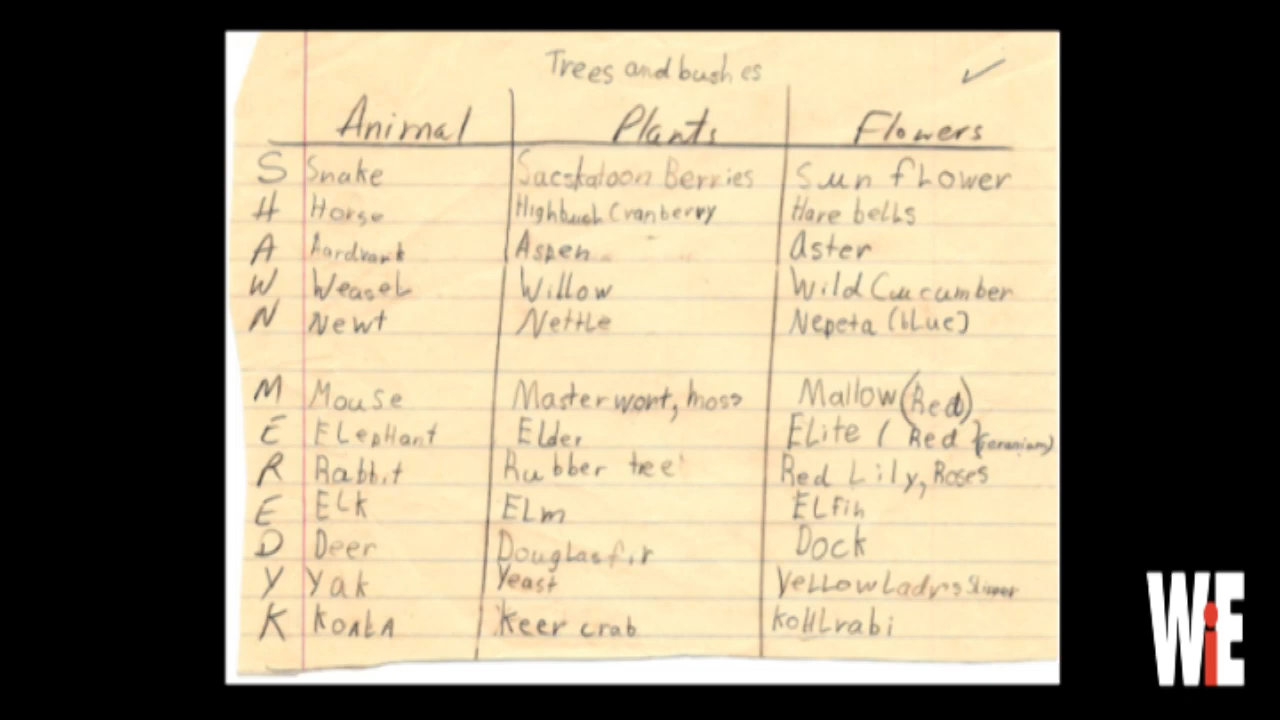 Trees and bushes
Animal Plants Flowers
S Snake Sacskatoon Berries Sun fLower
H Horse Highbush Cranberry Hare bells
A Aardvark Aspen Aster
W WeaseL Willow Wild Cucumber
N Newt NettLe Nepeta (bLue)
M Mouse Masterwort, moss Mallow (Red)
E ELepHant ELder ELite (Red Geranium)
R Rabbit Rubber tree Red Lily, Roses
E ELk ELm ELfin
D Deer DougLas fir Dock
Y Yak Yeast YeLLow Ladys
K KoaLA Keer crab KoHLrabi
WiE